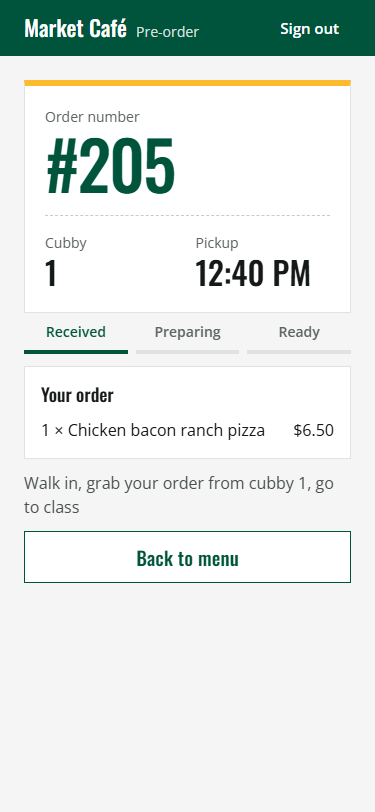 Market Café Pre-order Sign out
Order number
#205
Cubby Pickup
1 12:40 PM
Received Preparing Ready
Your order
1 × Chicken bacon ranch pizza $6.50
Walk in, grab your order from cubby 1, go
to class
Back to menu